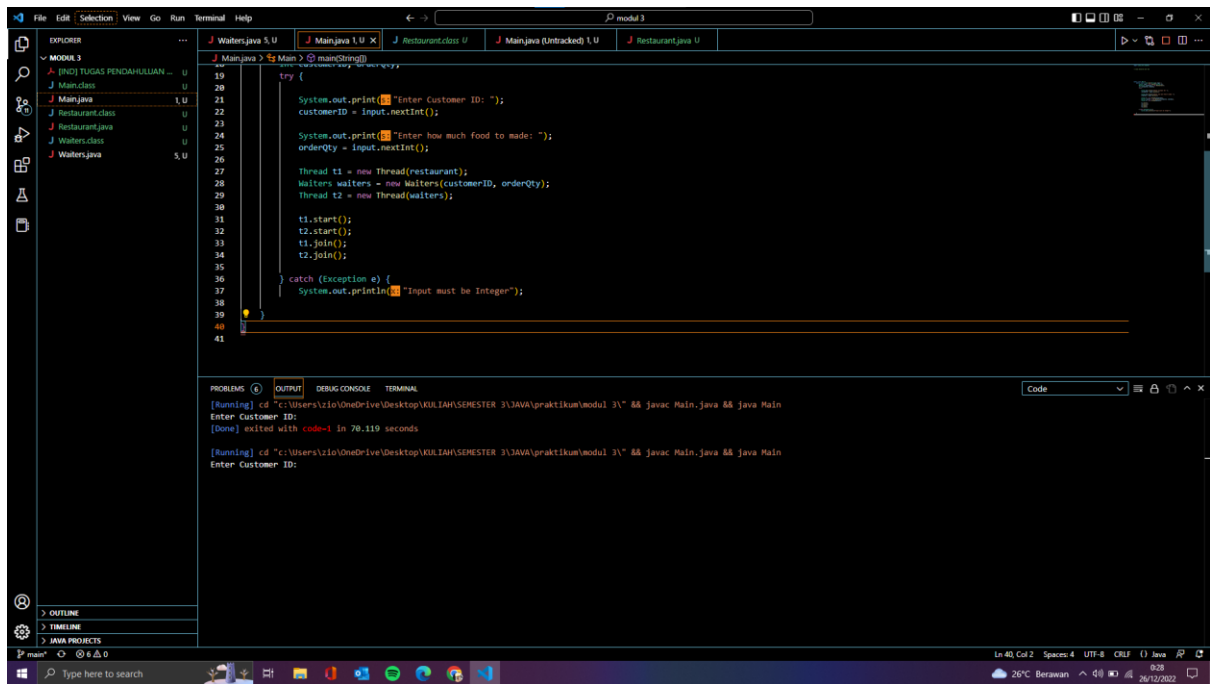 File Edit Selection View Go Run Terminal Help
modul 3
EXPLORER
MODUL 3
[IND] TUGAS PENDAHULUAN ... U
Main.class U
Main.java 1, U
Restaurant.class U
Restaurant.java U
Waiters.class U
Waiters.java 5, U
OUTLINE
TIMELINE
JAVA PROJECTS
Waiters.java 5, U Main.java 1, U Restaurant.class U Main.java (Untracked) 1, U Restaurant.java U
Main.java > Main > main(String[])
19 try {
20
21 System.out.print(s: "Enter Customer ID: ");
22 customerID = input.nextInt();
23
24 System.out.print(s: "Enter how much food to made: ");
25 orderQty = input.nextInt();
26
27 Thread t1 = new Thread(restaurant);
28 Waiters waiters = new Waiters(customerID, orderQty);
29 Thread t2 = new Thread(waiters);
30
31 t1.start();
32 t2.start();
33 t1.join();
34 t2.join();
35
36 } catch (Exception e) {
37 System.out.println(x: "Input must be Integer");
38
39 }
40 }
41
PROBLEMS 6 OUTPUT DEBUG CONSOLE TERMINAL
Code
[Running] cd "c:\Users\zio\OneDrive\Desktop\KULIAH\SEMESTER 3\JAVA\praktikum\modul 3\" && javac Main.java && java Main
Enter Customer ID:
[Done] exited with code=1 in 70.119 seconds
[Running] cd "c:\Users\zio\OneDrive\Desktop\KULIAH\SEMESTER 3\JAVA\praktikum\modul 3\" && javac Main.java && java Main
Enter Customer ID:
main* 6 0
Ln 40, Col 2 Spaces: 4 UTF-8 CRLF {} Java
Type here to search
26°C Berawan
0:28
26/12/2022